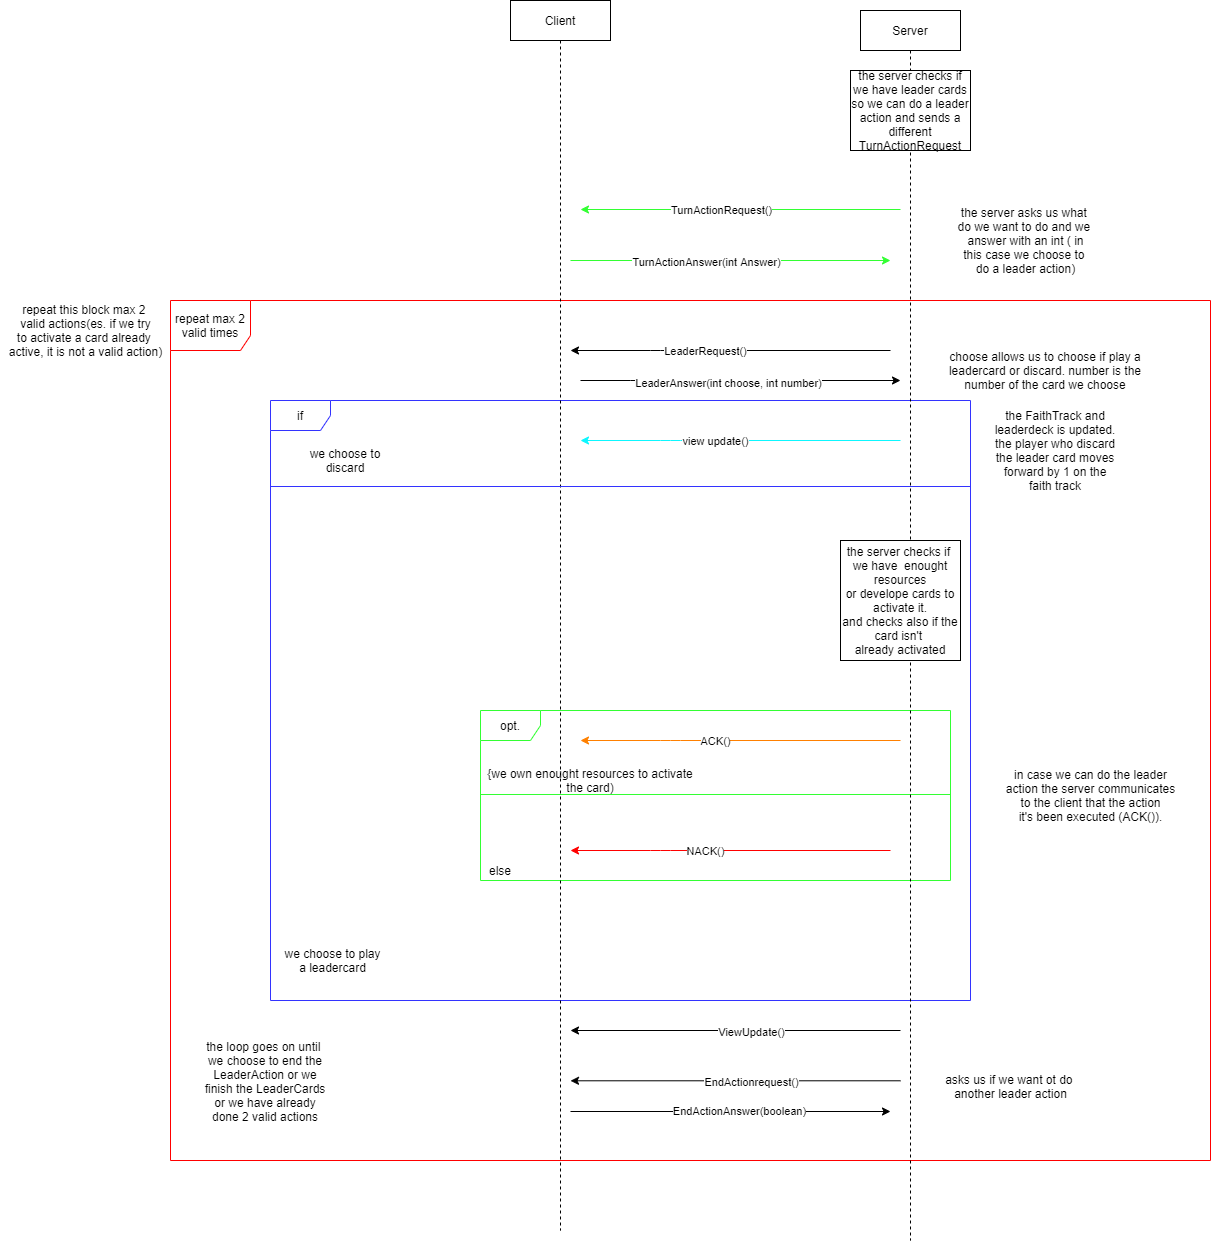 Client
Server
the server checks if
we have leader cards
so we can do a leader
action and sends a
different
TurnActionRequest
TurnActionRequest()
the server asks us what
do we want to do and we
answer with an int ( in
this case we choose to
do a leader action)
TurnActionAnswer(int Answer)
repeat this block max 2
valid actions(es. if we try
to activate a card already
active, it is not a valid action)
repeat max 2
valid times
LeaderRequest()
LeaderAnswer(int choose, int number)
choose allows us to choose if play a
leadercard or discard. number is the
number of the card we choose
if
we choose to
discard
view update()
the FaithTrack and
leaderdeck is updated.
the player who discard
the leader card moves
forward by 1 on the
faith track
the server checks if
we have enought
resources
or develope cards to
activate it.
and checks also if the
card isn't
already activated
opt.
ACK()
{we own enought resources to activate
the card)
in case we can do the leader
action the server communicates
to the client that the action
it's been executed (ACK()).
NACK()
else
we choose to play
a leadercard
ViewUpdate()
the loop goes on until
we choose to end the
LeaderAction or we
finish the LeaderCards
or we have already
done 2 valid actions
EndActionrequest()
asks us if we want ot do
another leader action
EndActionAnswer(boolean)